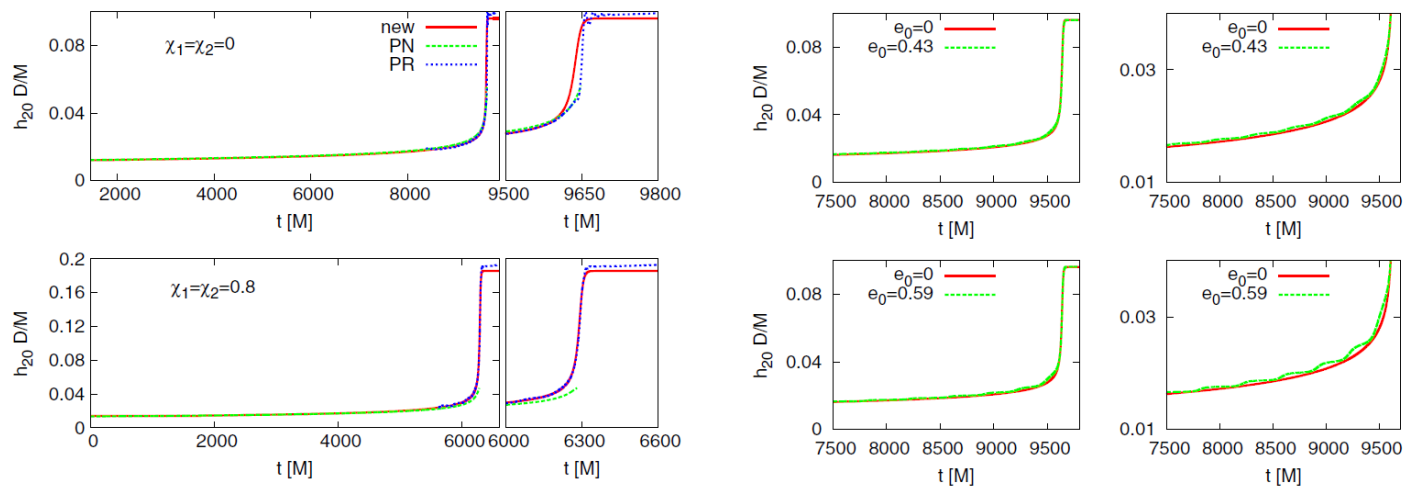 h20 D/M
0.08
0.04
0
2000 4000 6000 8000 9500 9650 9800
t [M] t [M]
χ1=χ2=0
new
PN
PR
h20 D/M
0.2
0.16
0.12
0.08
0.04
0
0 2000 4000 6000 6000 6300 6600
t [M] t [M]
χ1=χ2=0.8
h20 D/M
0.08
0.04
0
7500 8000 8500 9000 9500
t [M]
e0=0
e0=0.43
h20 D/M
0.03
0.01
7500 8000 8500 9000 9500
t [M]
e0=0
e0=0.43
h20 D/M
0.08
0.04
0
7500 8000 8500 9000 9500
t [M]
e0=0
e0=0.59
h20 D/M
0.03
0.01
7500 8000 8500 9000 9500
t [M]
e0=0
e0=0.59